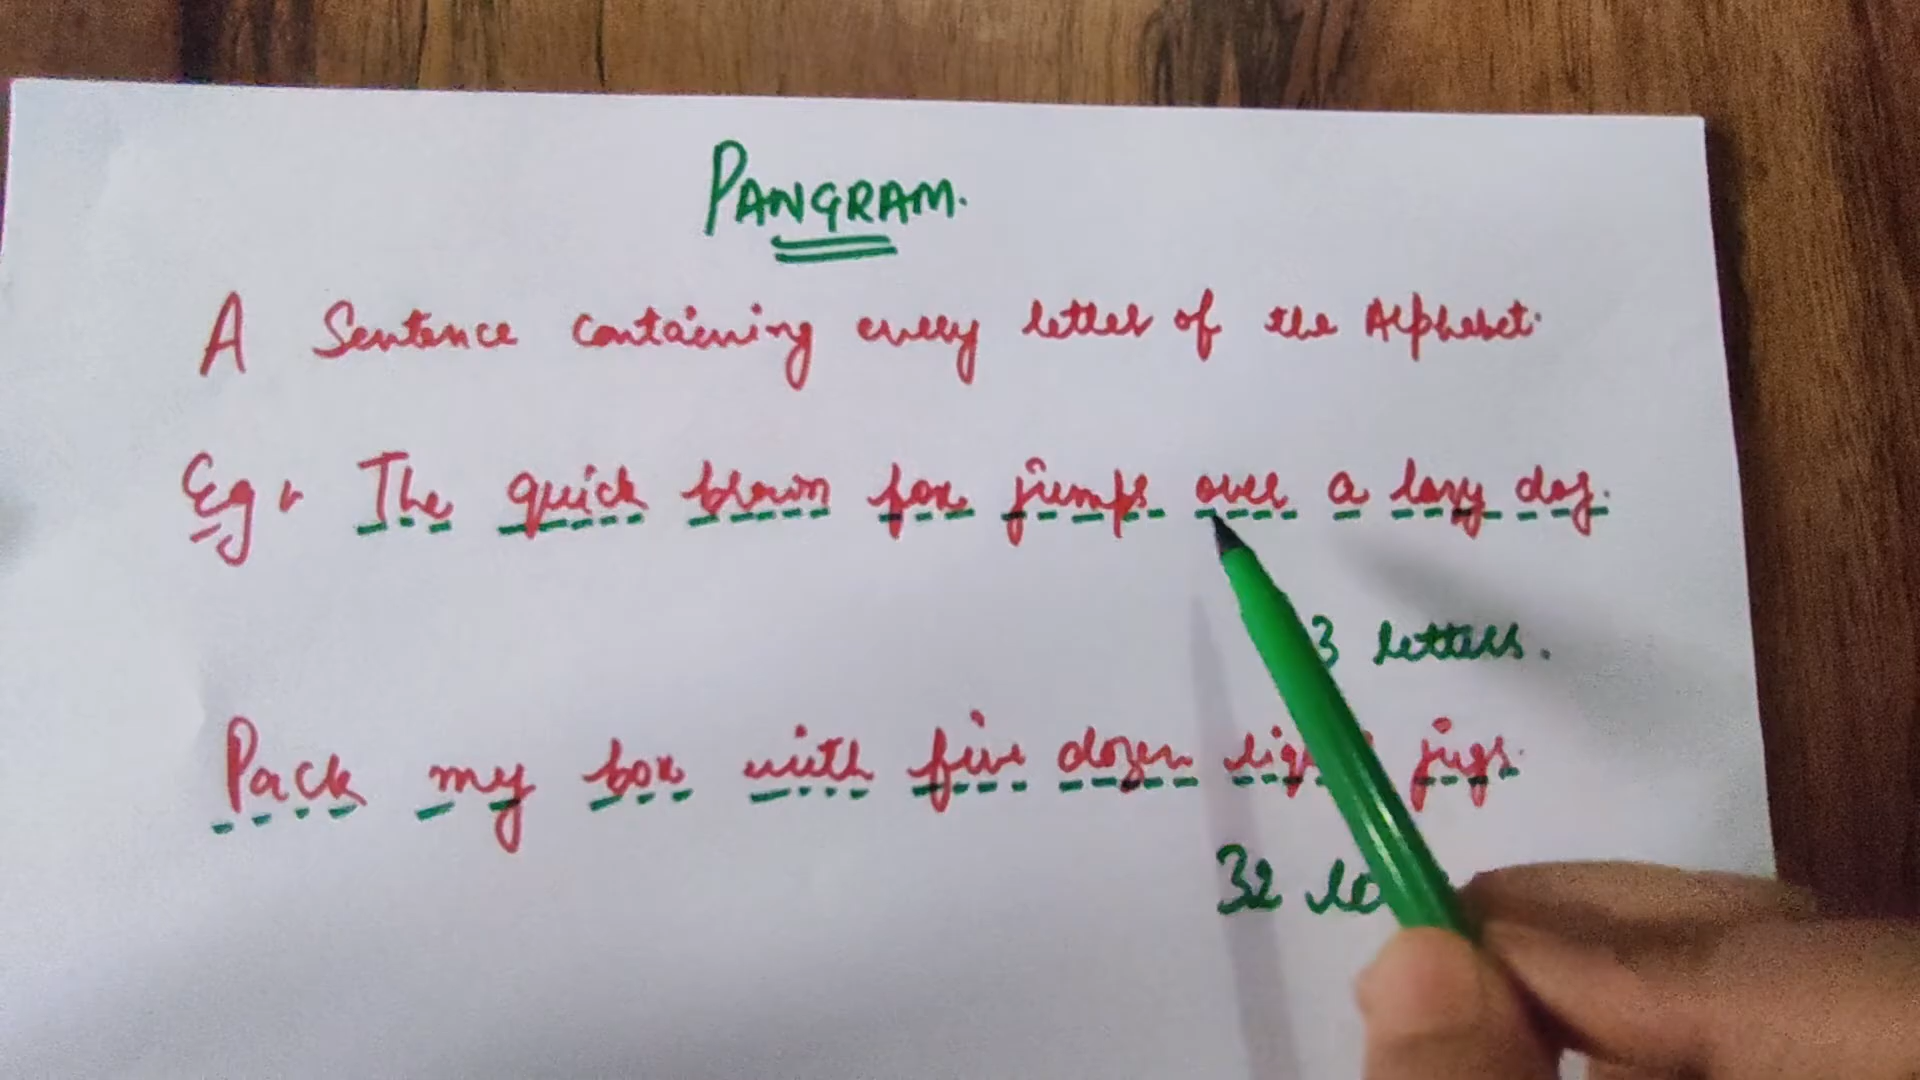 PANGRAM.
A Sentence containing every letter of the Alphabet.
Eg: The quick brown fox jumps over a lazy dog.
3 letters.
Pack my box with five dozen jugs.
32